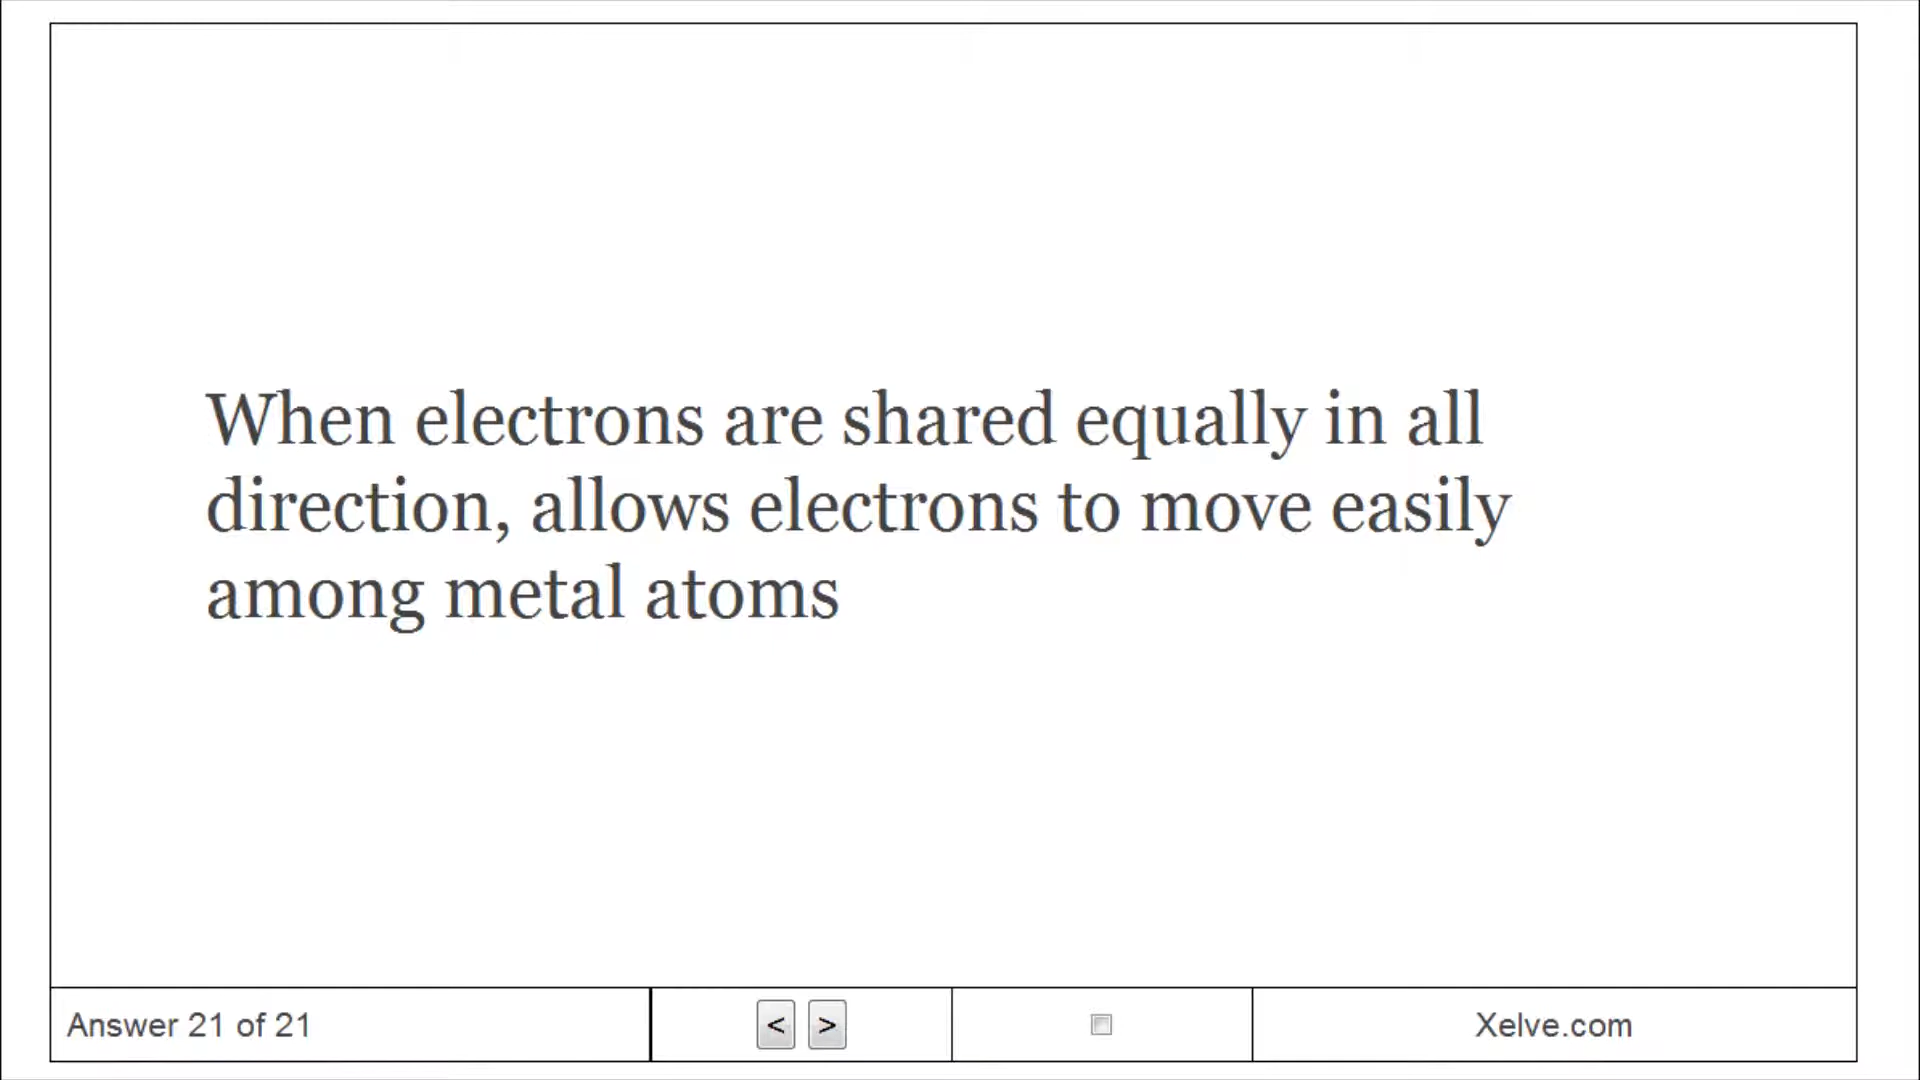 When electrons are shared equally in all
direction, allows electrons to move easily
among metal atoms
Answer 21 of 21
< >
Xelve.com